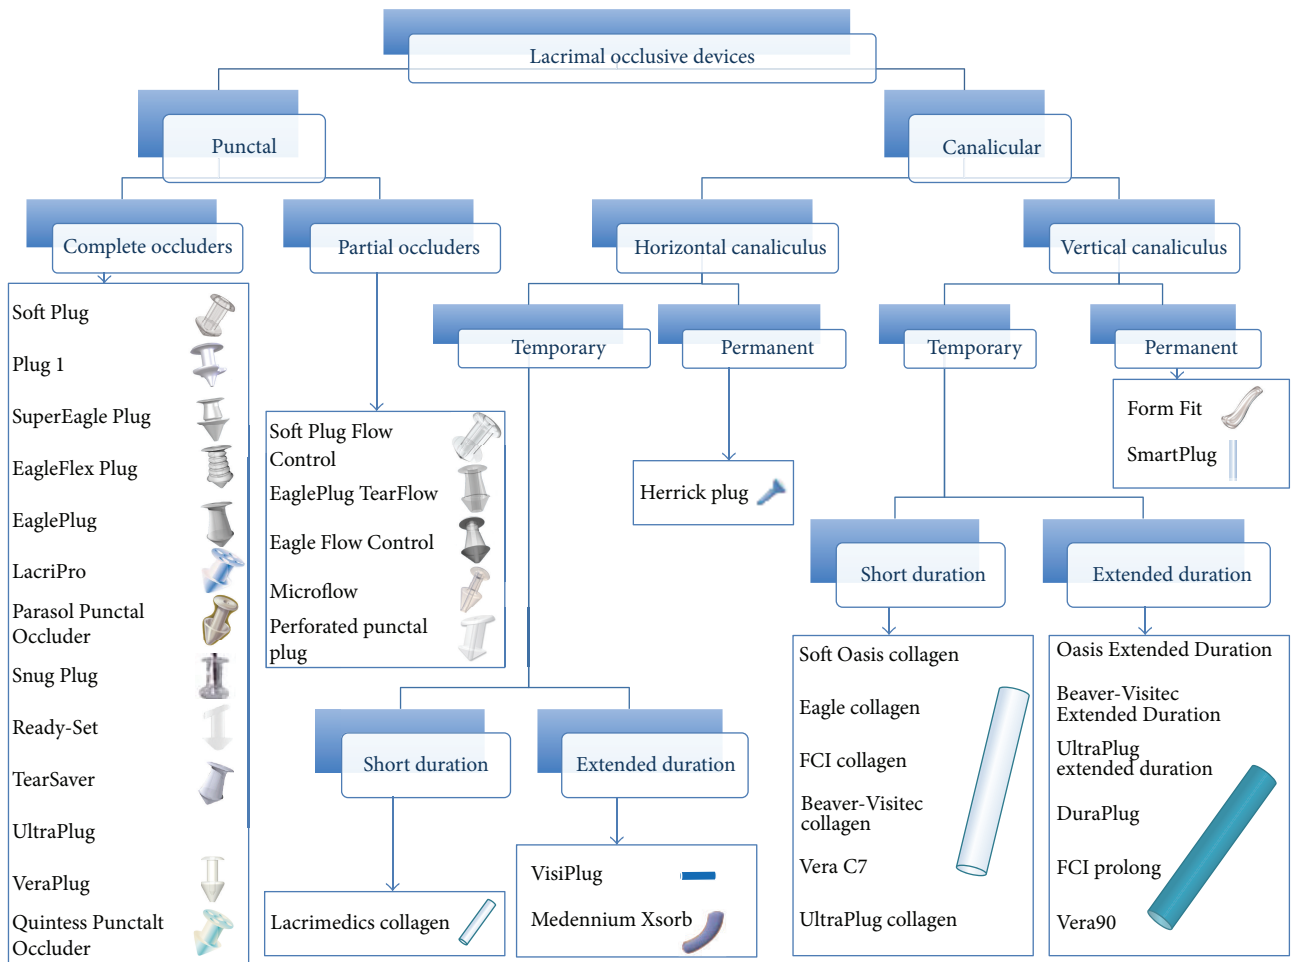 Lacrimal occlusive devices
Punctal
Canalicular
Complete occluders
Partial occluders
Horizontal canaliculus
Vertical canaliculus
Temporary
Permanent
Temporary
Permanent
Soft Plug
Plug 1
SuperEagle Plug
EagleFlex Plug
EaglePlug
LacriPro
Parasol Punctal
Occluder
Snug Plug
Ready-Set
TearSaver
UltraPlug
VeraPlug
Quintess Punctalt
Occluder
Soft Plug Flow
Control
EaglePlug TearFlow
Eagle Flow Control
Microflow
Perforated punctal
plug
Herrick plug
Form Fit
SmartPlug
Short duration
Extended duration
Lacrimedics collagen
VisiPlug
Medennium Xsorb
Short duration
Extended duration
Soft Oasis collagen
Eagle collagen
FCI collagen
Beaver-Visitec
collagen
Vera C7
UltraPlug collagen
Oasis Extended Duration
Beaver-Visitec
Extended Duration
UltraPlug
extended duration
DuraPlug
FCI prolong
Vera90